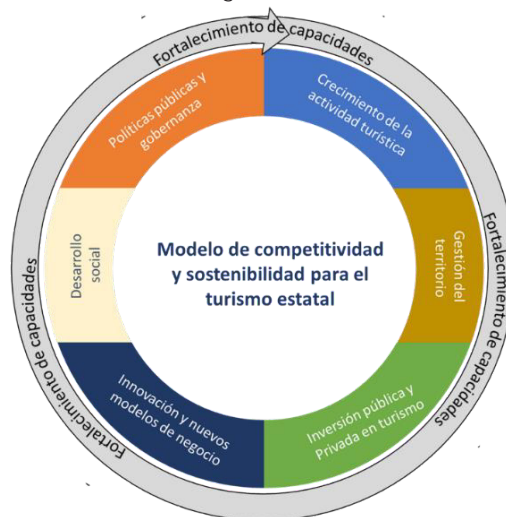 Fortalecimiento de capacidades
Políticas públicas y
gobernanza
Crecimiento de la
actividad turística
Desarrollo
social
Modelo de competitividad
y sostenibilidad para el
turismo estatal
Gestión del
territorio
Fortalecimiento de capacidades
Fortalecimiento de capacidades
Innovación y nuevos
modelos de negocio
Inversión pública y
Privada en turismo